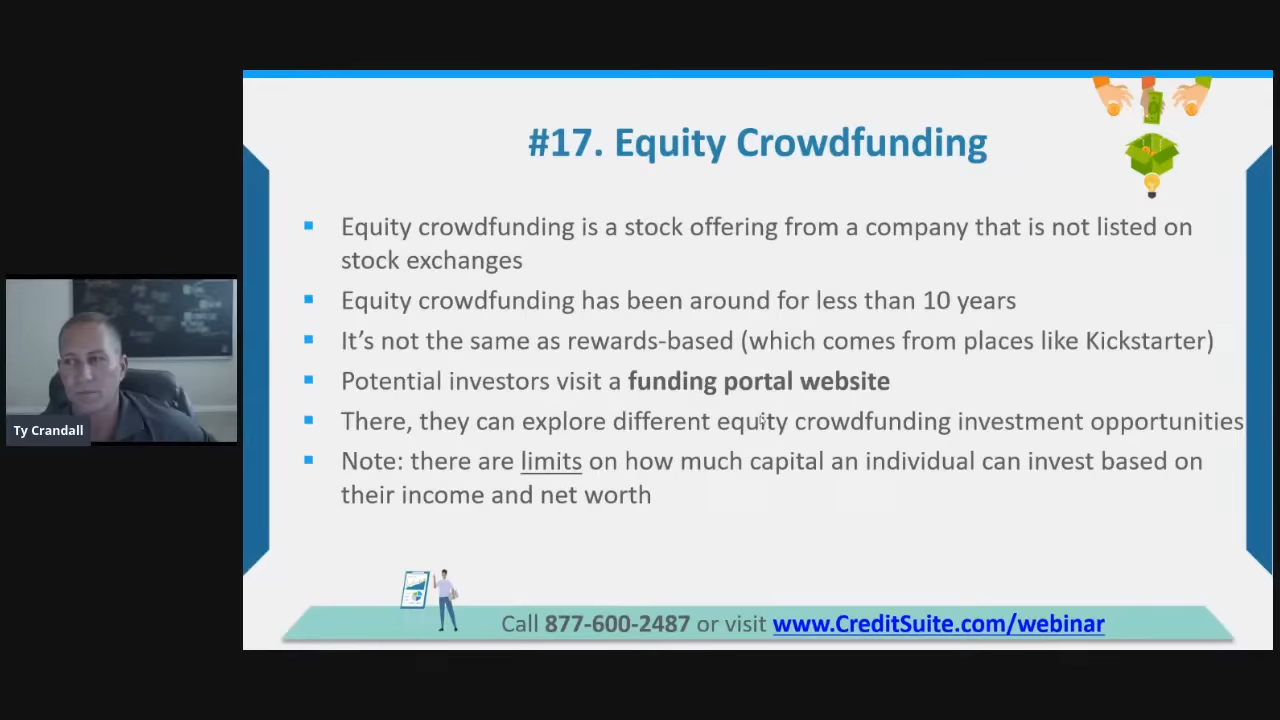 #17. Equity Crowdfunding
Equity crowdfunding is a stock offering from a company that is not listed on
stock exchanges
Equity crowdfunding has been around for less than 10 years
It's not the same as rewards-based (which comes from places like Kickstarter)
Potential investors visit a funding portal website
There, they can explore different equity crowdfunding investment opportunities
Note: there are limits on how much capital an individual can invest based on
their income and net worth
Ty Crandall
Call 877-600-2487 or visit www.CreditSuite.com/webinar